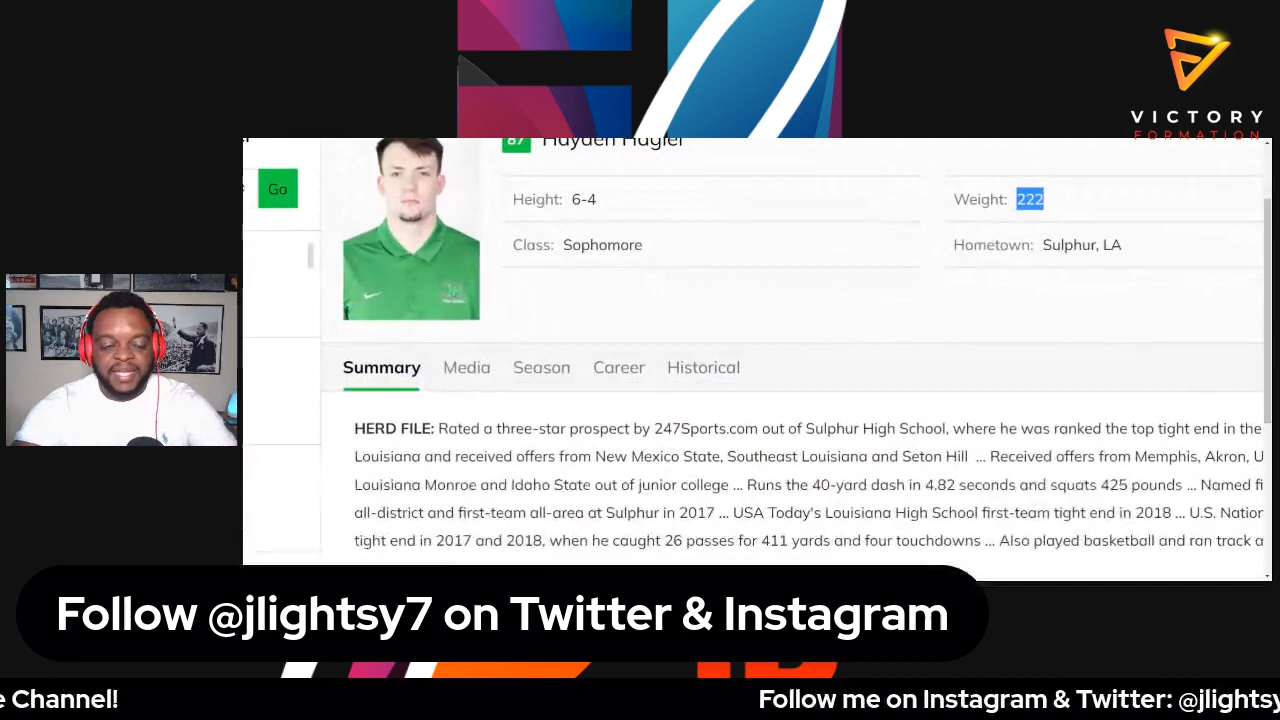 VICTORY
FORMATION
87 Hayden Hagler
Go
Height: 6-4
Weight: 222
Class: Sophomore
Hometown: Sulphur, LA
Summary Media Season Career Historical
HERD FILE: Rated a three-star prospect by 247Sports.com out of Sulphur High School, where he was ranked the top tight end in the
Louisiana and received offers from New Mexico State, Southeast Louisiana and Seton Hill ... Received offers from Memphis, Akron, U
Louisiana Monroe and Idaho State out of junior college ... Runs the 40-yard dash in 4.82 seconds and squats 425 pounds ... Named fi
all-district and first-team all-area at Sulphur in 2017 ... USA Today's Louisiana High School first-team tight end in 2018 ... U.S. Nation
tight end in 2017 and 2018, when he caught 26 passes for 411 yards and four touchdowns ... Also played basketball and ran track a
Follow @jlightsy7 on Twitter & Instagram
e Channel!
Follow me on Instagram & Twitter: @jlightsy